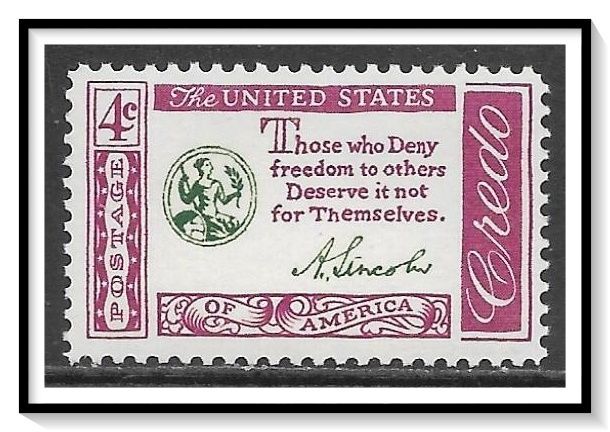 4¢
The UNITED STATES
Those who Deny
freedom to others
Deserve it not
for Themselves.
A. Lincoln
OF AMERICA
POSTAGE
Credo